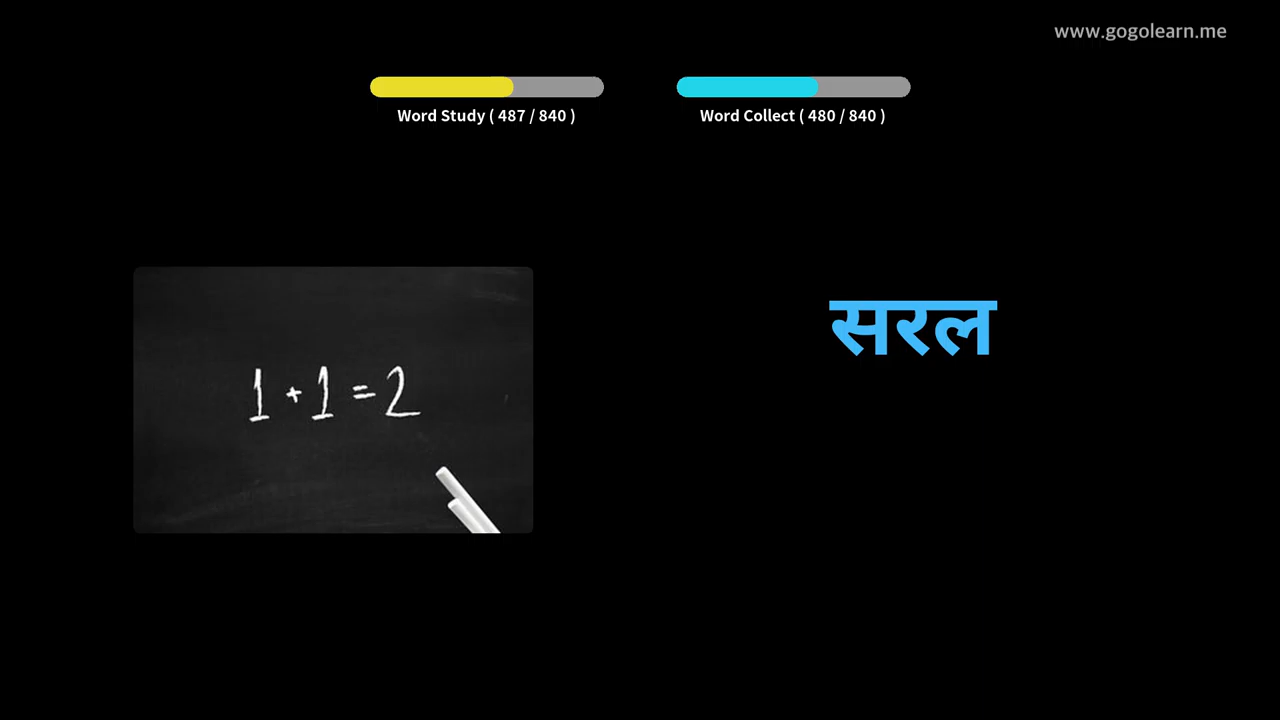 www.gogolearn.me
Word Study ( 487 / 840 )
Word Collect ( 480 / 840 )
सरल
1 + 1 = 2